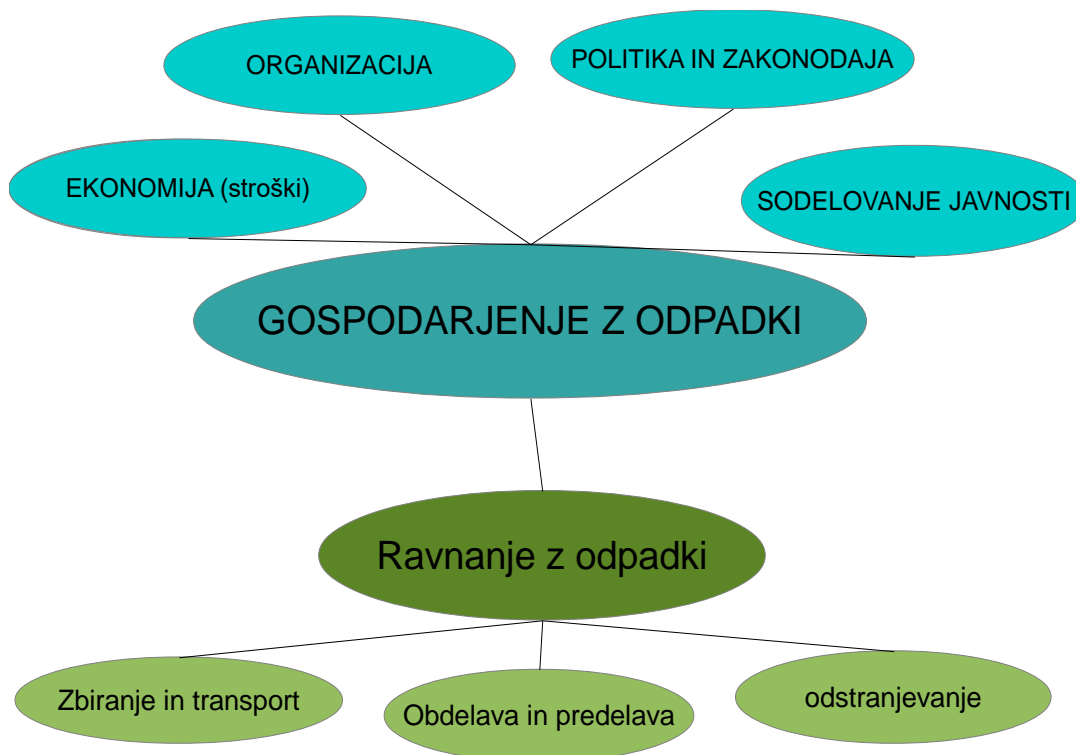 ORGANIZACIJA
POLITIKA IN ZAKONODAJA
EKONOMIJA (stroški)
SODELOVANJE JAVNOSTI
GOSPODARJENJE Z ODPADKI
Ravnanje z odpadki
Zbiranje in transport
Obdelava in predelava
odstranjevanje